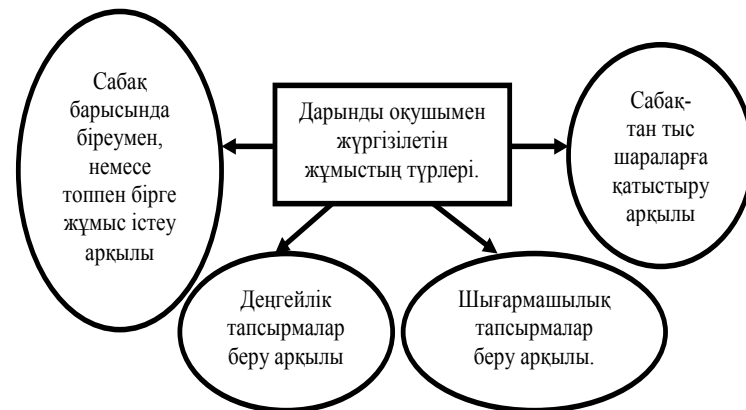 Дарынды оқушымен
жүргізілетін
жұмыстың түрлері.
Сабақ
барысында
біреумен,
немесе
топпен бірге
жұмыс істеу
арқылы
Сабақ-
тан тыс
шараларға
қатыстыру
арқылы
Деңгейлік
тапсырмалар
беру арқылы
Шығармашылық
тапсырмалар
беру арқылы.